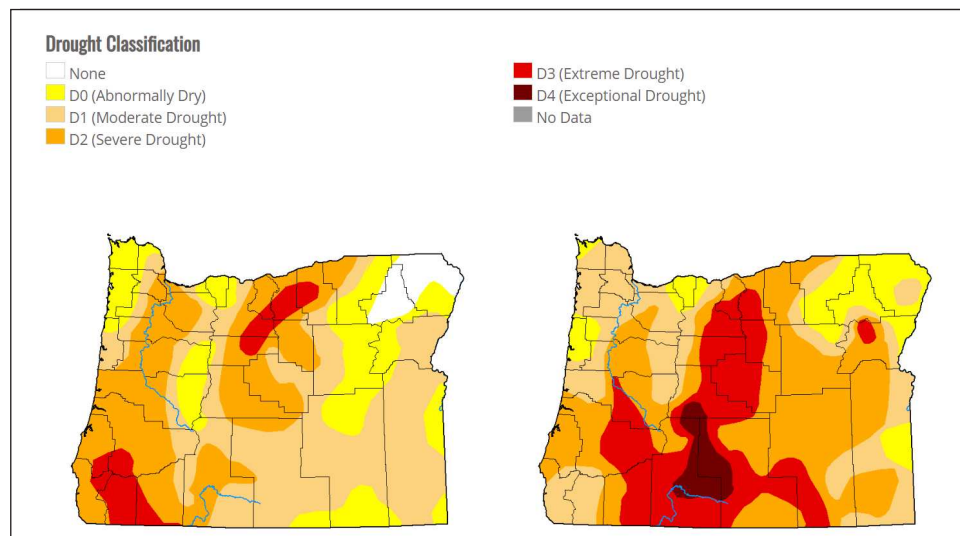 Drought Classification
None
D0 (Abnormally Dry)
D1 (Moderate Drought)
D2 (Severe Drought)
D3 (Extreme Drought)
D4 (Exceptional Drought)
No Data